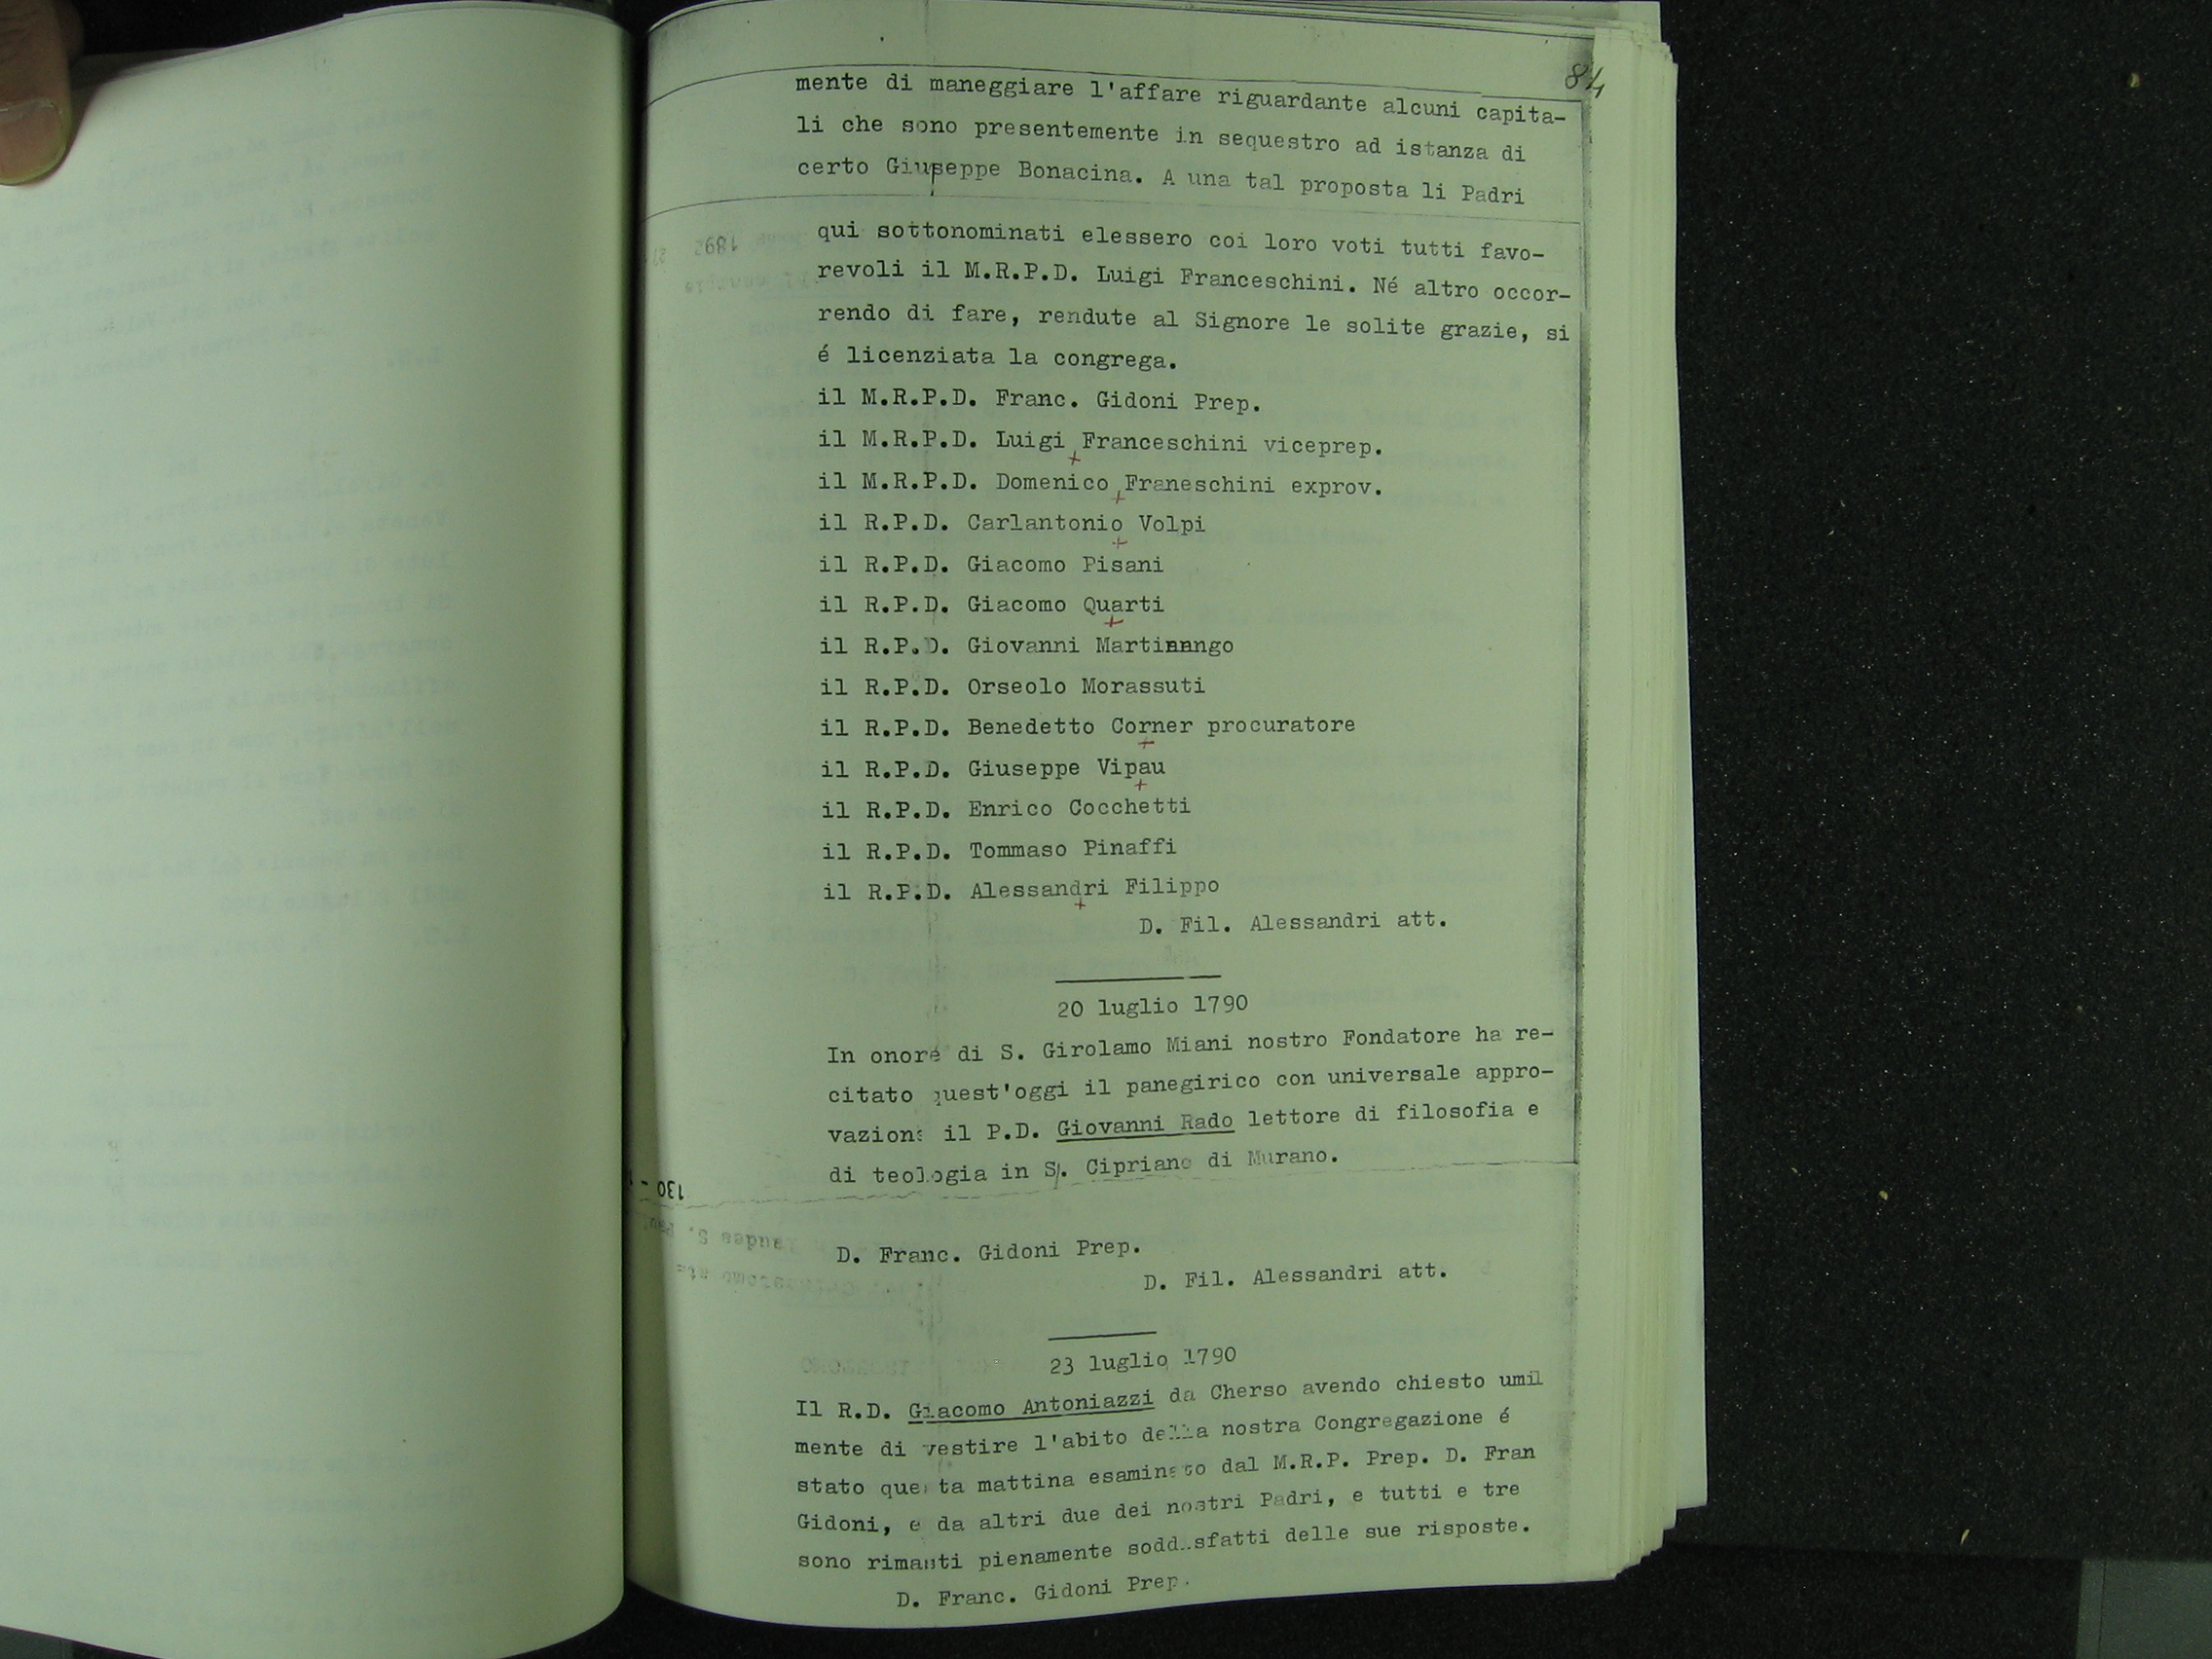 84
mente di maneggiare l'affare riguardante alcuni capita-
li che sono presentemente in sequestro ad istanza di
certo Giuseppe Bonacina. A una tal proposta li Padri
qui sottonominati elessero coi loro voti tutti favo-
revoli il M.R.P.D. Luigi Franceschini. Né altro occor-
rendo di fare, rendute al Signore le solite grazie, si
é licenziata la congrega.
il M.R.P.D. Franc. Gidoni Prep.
il M.R.P.D. Luigi Franceschini viceprep.
il M.R.P.D. Domenico Franeschini exprov.
il R.P.D. Carlantonio Volpi
il R.P.D. Giacomo Pisani
il R.P.D. Giacomo Quarti
il R.P.D. Giovanni Martinengo
il R.P.D. Orseolo Morassuti
il R.P.D. Benedetto Corner procuratore
il R.P.D. Giuseppe Vipau
il R.P.D. Enrico Cocchetti
il R.P.D. Tommaso Pinaffi
il R.P.D. Alessandri Filippo
D. Fil. Alessandri att.
20 luglio 1790
In onore di S. Girolamo Miani nostro Fondatore ha re-
citato quest'oggi il panegirico con universale appro-
vazione il P.D. Giovanni Rado lettore di filosofia e
di teologia in S. Cipriano di Murano.
D. Franc. Gidoni Prep.
D. Fil. Alessandri att.
23 luglio 1790
Il R.D. Giacomo Antoniazzi da Cherso avendo chiesto umil
mente di vestire l'abito della nostra Congregazione é
stato questa mattina esaminato dal M.R.P. Prep. D. Fran
Gidoni, e da altri due dei nostri Padri, e tutti e tre
sono rimasti pienamente soddisfatti delle sue risposte.
D. Franc. Gidoni Prep.